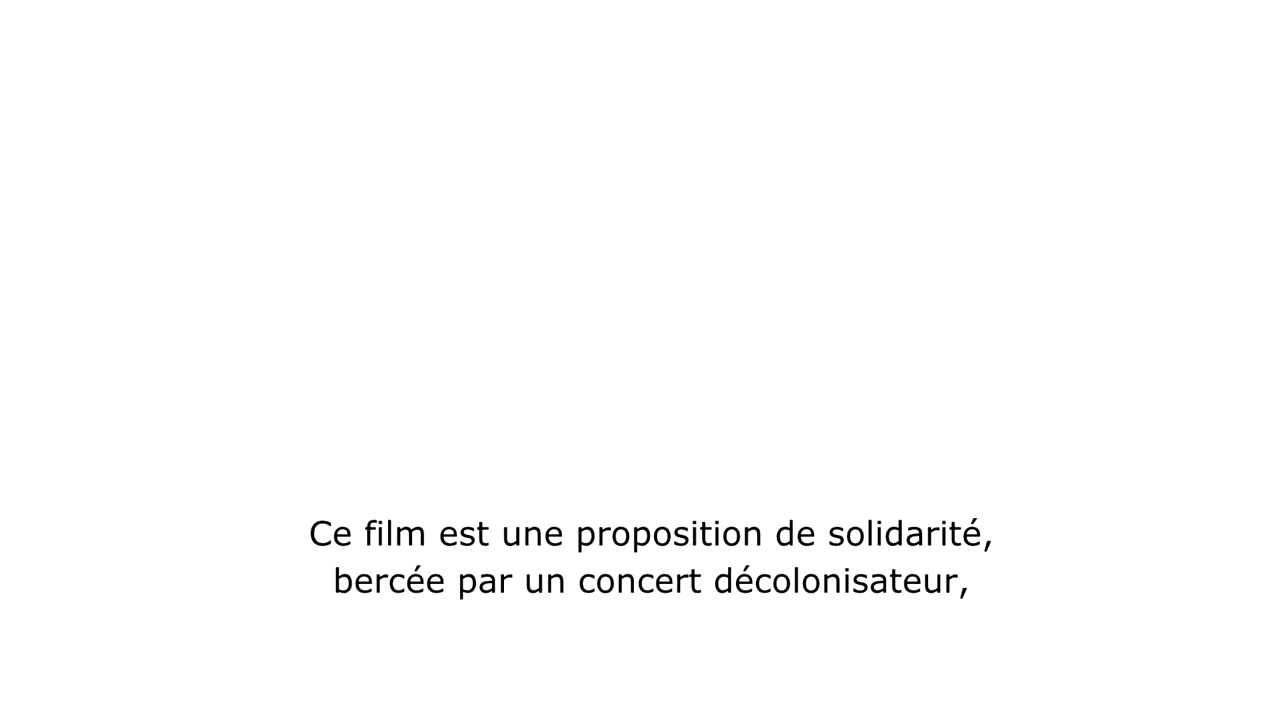 Ce film est une proposition de solidarité,
bercée par un concert décolonisateur,